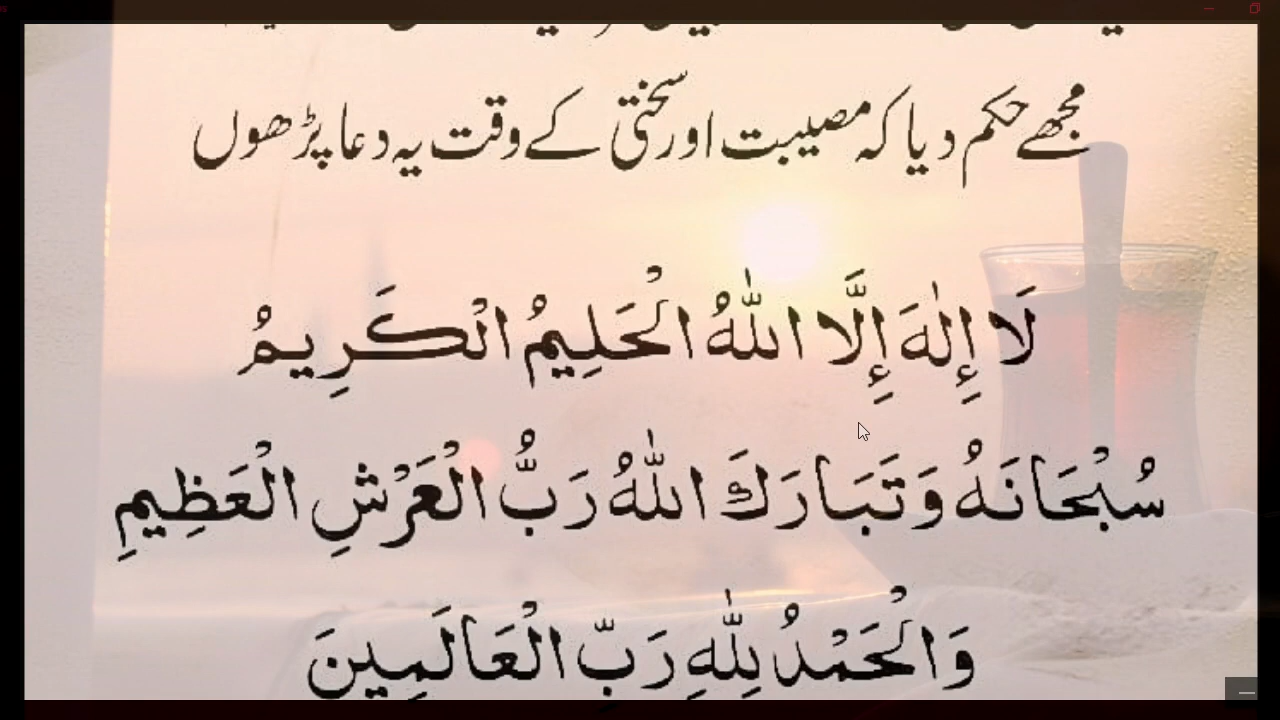 مجھے حکم دیا کہ مصیبت اور سختی کے وقت یہ دعا پڑھوں
لَا إِلٰهَ إِلَّا اللّٰهُ الْحَلِيمُ الْكَرِيمُ
سُبْحَانَهُ وَتَبَارَكَ اللّٰهُ رَبُّ الْعَرْشِ الْعَظِيمِ
وَالْحَمْدُ لِلّٰهِ رَبِّ الْعَالَمِينَ